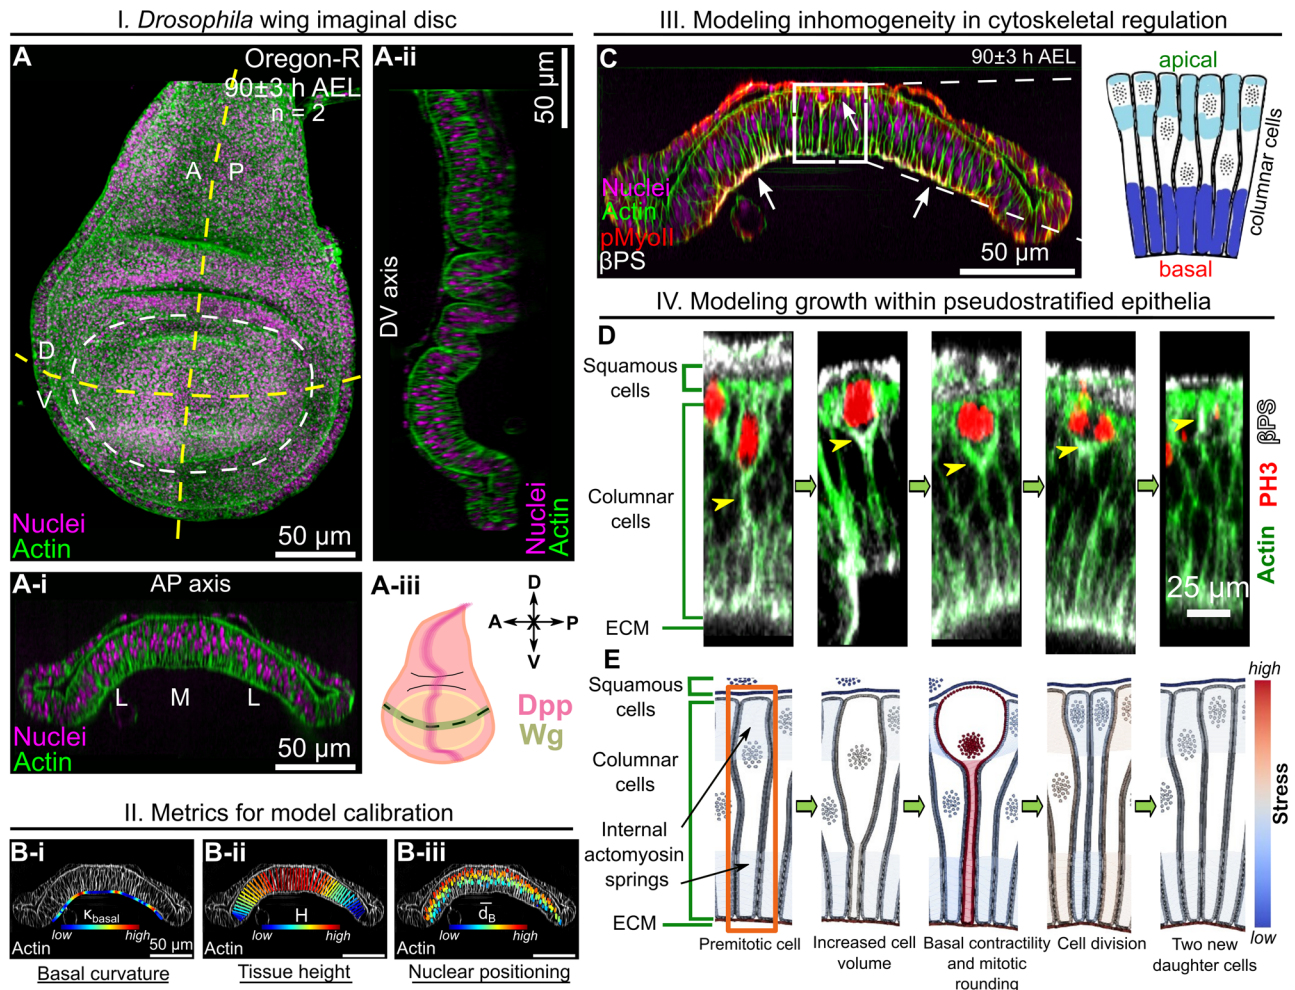 I. Drosophila wing imaginal disc
A
Oregon-R
90±3 h AEL
n = 2
A P
D
V
Nuclei
Actin
50 µm
A-ii
50 µm
DV axis
Nuclei
Actin
A-i
AP axis
L M L
Nuclei
Actin
50 µm
A-iii
D
A X P
V
Dpp
Wg
II. Metrics for model calibration
B-i
κbasal
low high
Actin
50 µm
Basal curvature
B-ii
H
low high
Actin
Tissue height
B-iii
d̅B
low high
Actin
Nuclear positioning
III. Modeling inhomogeneity in cytoskeletal regulation
C
90±3 h AEL
Nuclei
Actin
pMyoII
βPS
50 µm
apical
columnar cells
basal
IV. Modeling growth within pseudostratified epithelia
D
Squamous
cells
Columnar
cells
ECM
Actin PH3 βPS
25 µm
E
Squamous
cells
Columnar
cells
Internal
actomyosin
springs
ECM
Premitotic cell
Increased cell
volume
Basal contractility
and mitotic
rounding
Cell division
Two new
daughter cells
high
Stress
low